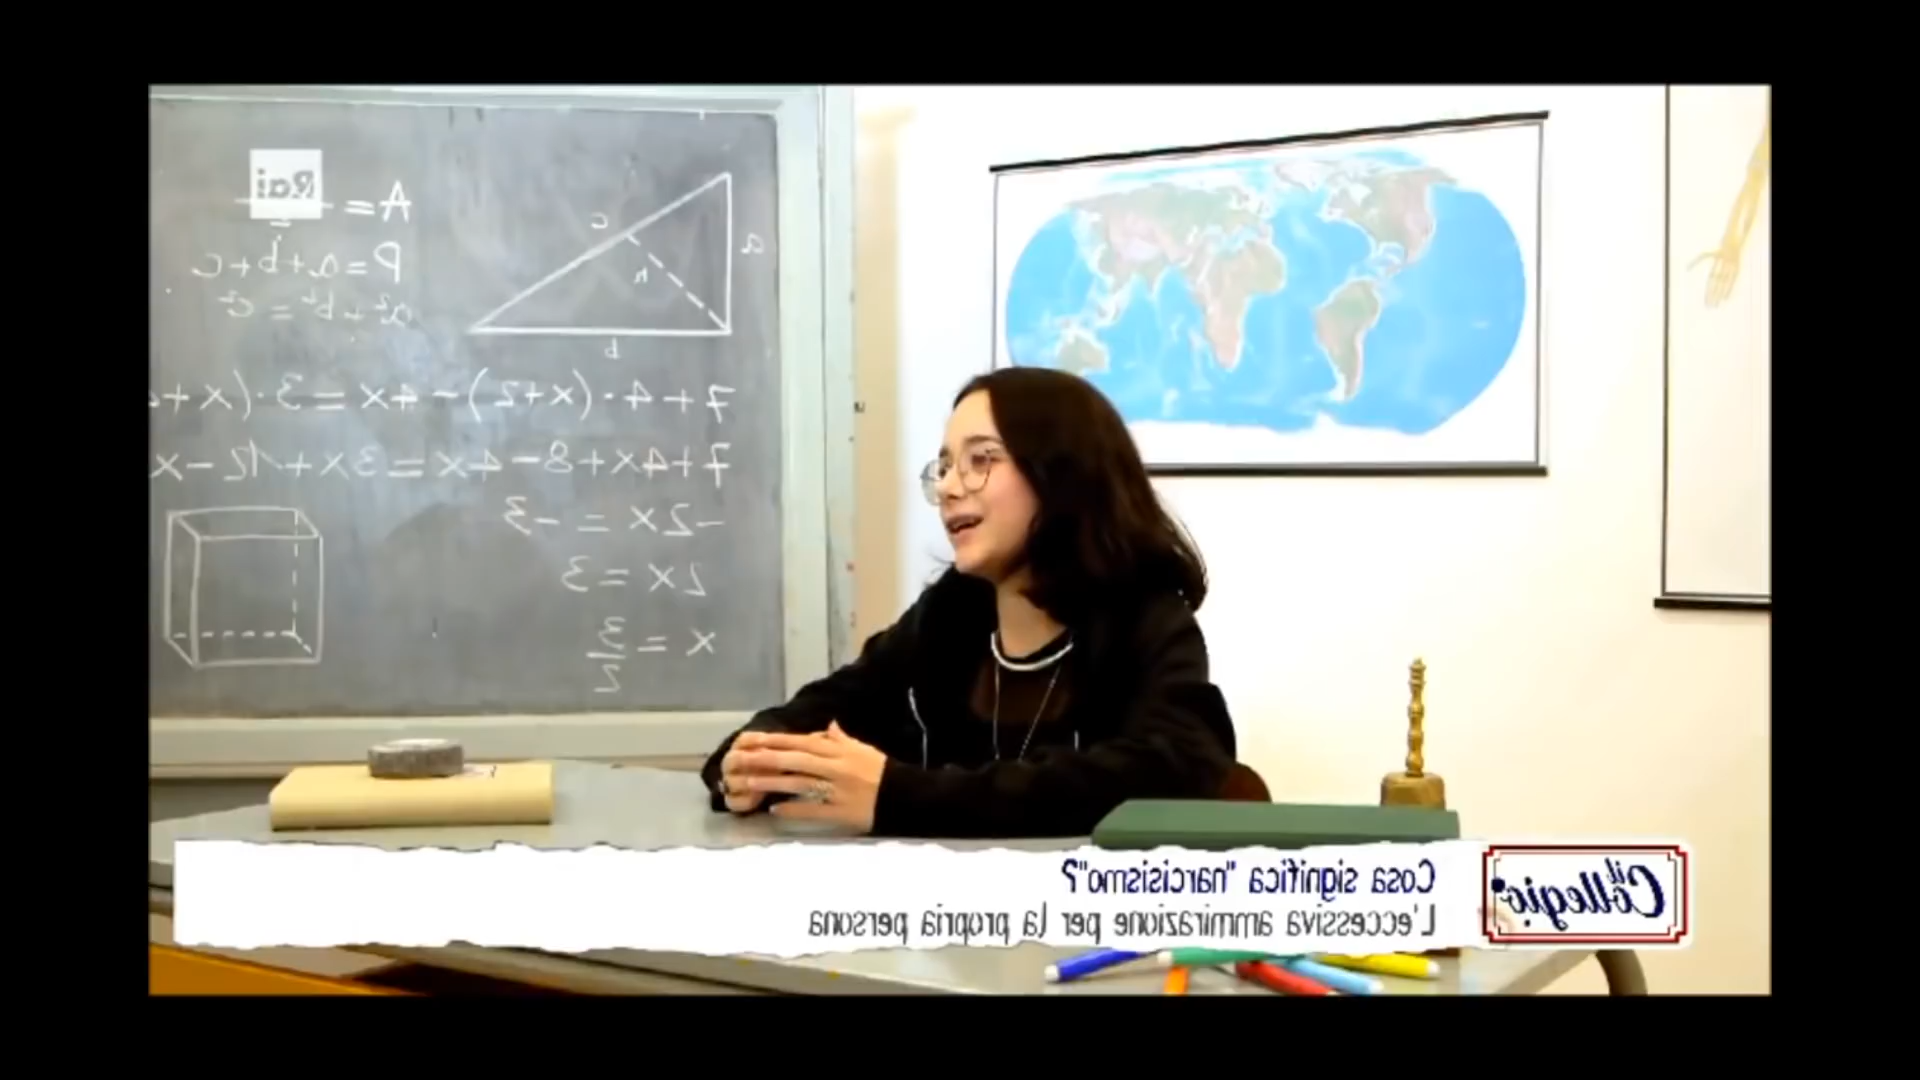 Rai
A =
P = a + b + c
a² + b² = c²
c
a
h
b
7 + 4 · (x + 2) - 4x = 3 · (x +
7 + 4x + 8 - 4x = 3x + 12 - x
-2x = -3
2x = 3
x = 3/2
il
Collegio
Cosa significa "narcisismo"?
L'eccessiva ammirazione per la propria persona